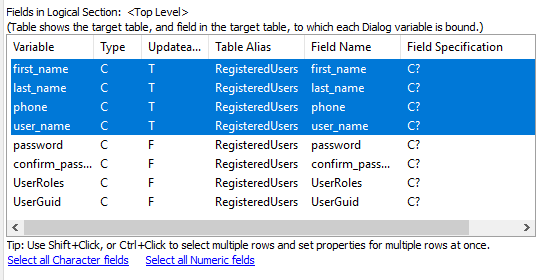 Fields in Logical Section: <Top Level>
(Table shows the target table, and field in the target table, to which each Dialog variable is bound.)
Variable Type Updatea... Table Alias Field Name Field Specification
first_name C T RegisteredUsers first_name C?
last_name C T RegisteredUsers last_name C?
phone C T RegisteredUsers phone C?
user_name C T RegisteredUsers user_name C?
password C F RegisteredUsers password C?
confirm_pass... C F RegisteredUsers confirm_pass... C?
UserRoles C F RegisteredUsers UserRoles C?
UserGuid C F RegisteredUsers UserGuid C?
Tip: Use Shift+Click, or Ctrl+Click to select multiple rows and set properties for multiple rows at once.
Select all Character fields Select all Numeric fields